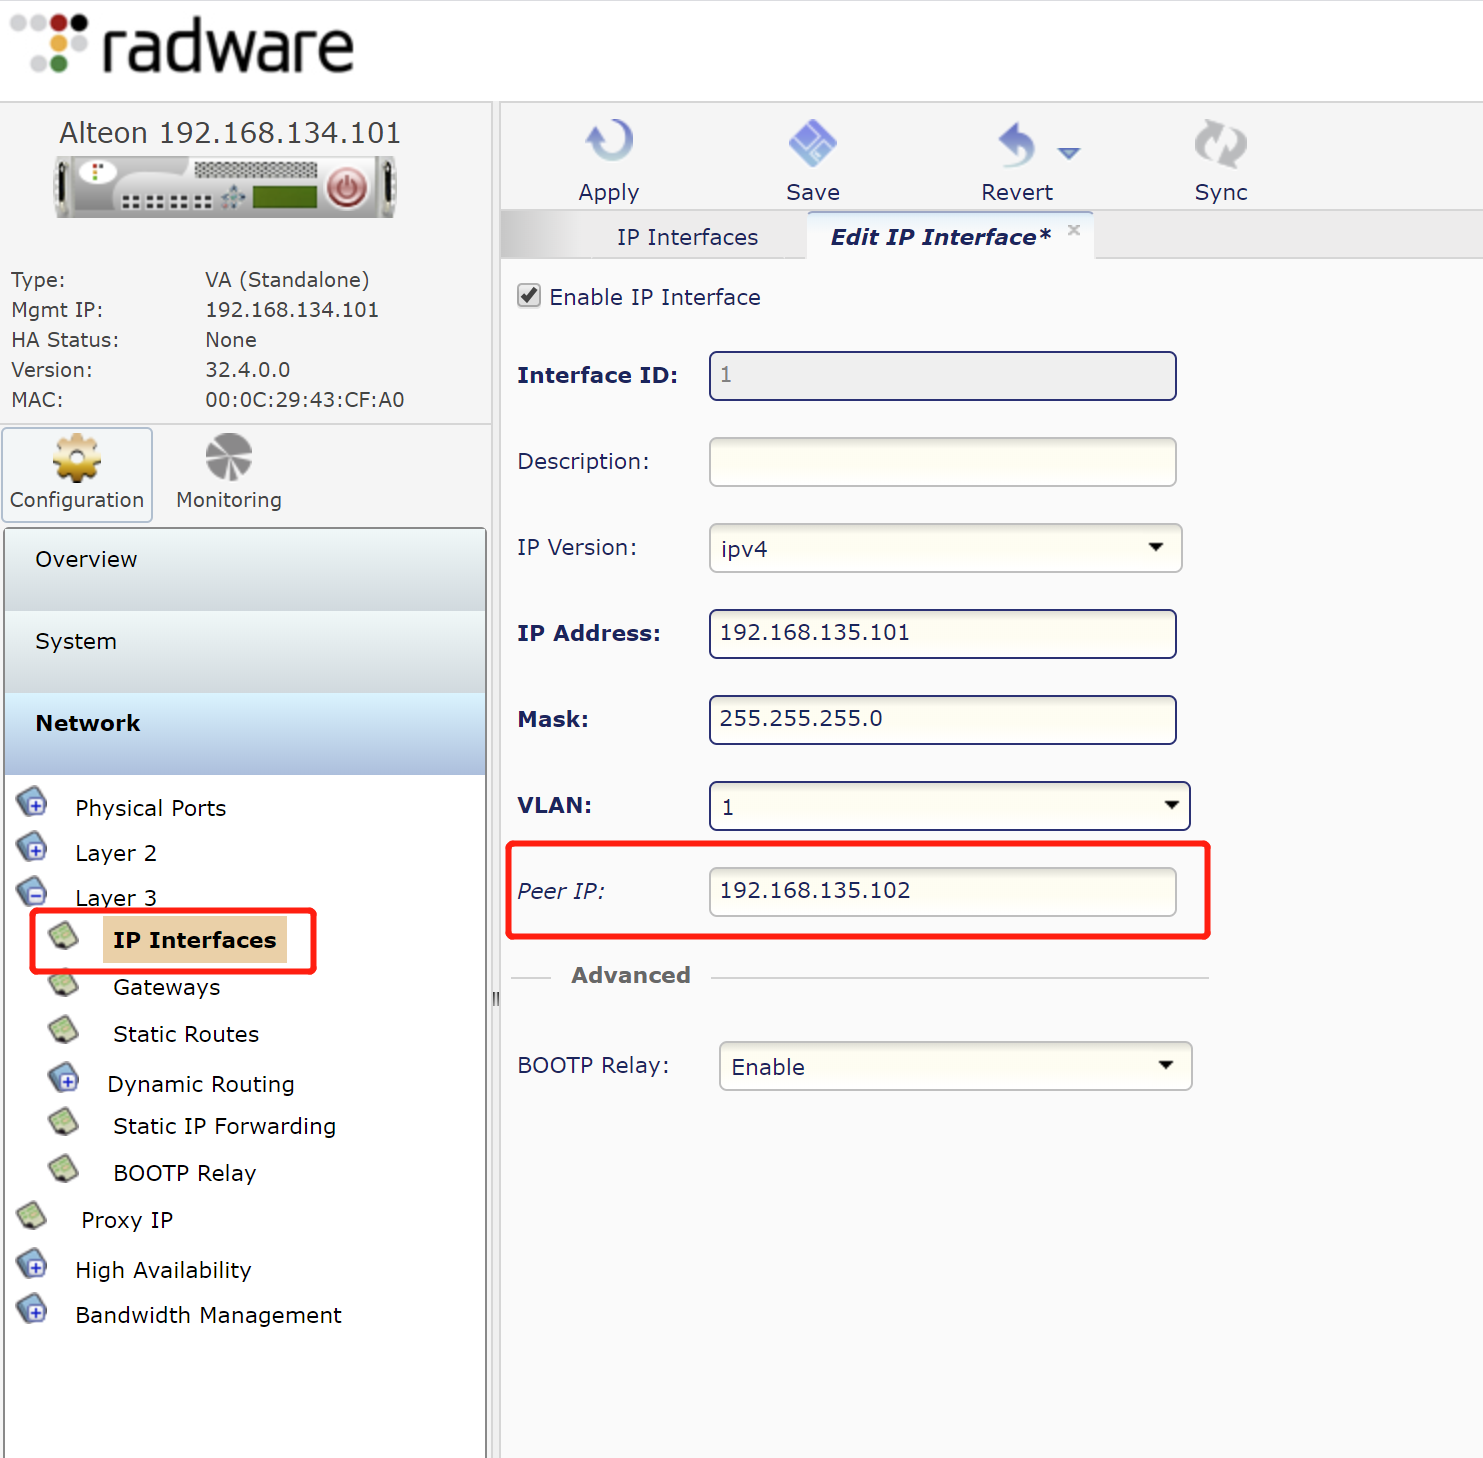 radware
Alteon 192.168.134.101
Type: VA (Standalone)
Mgmt IP: 192.168.134.101
HA Status: None
Version: 32.4.0.0
MAC: 00:0C:29:43:CF:A0
Configuration Monitoring
Overview
System
Network
Physical Ports
Layer 2
Layer 3
IP Interfaces
Gateways
Static Routes
Dynamic Routing
Static IP Forwarding
BOOTP Relay
Proxy IP
High Availability
Bandwidth Management
Apply Save Revert Sync
IP Interfaces Edit IP Interface*
Enable IP Interface
Interface ID: 1
Description:
IP Version: ipv4
IP Address: 192.168.135.101
Mask: 255.255.255.0
VLAN: 1
Peer IP: 192.168.135.102
Advanced
BOOTP Relay: Enable